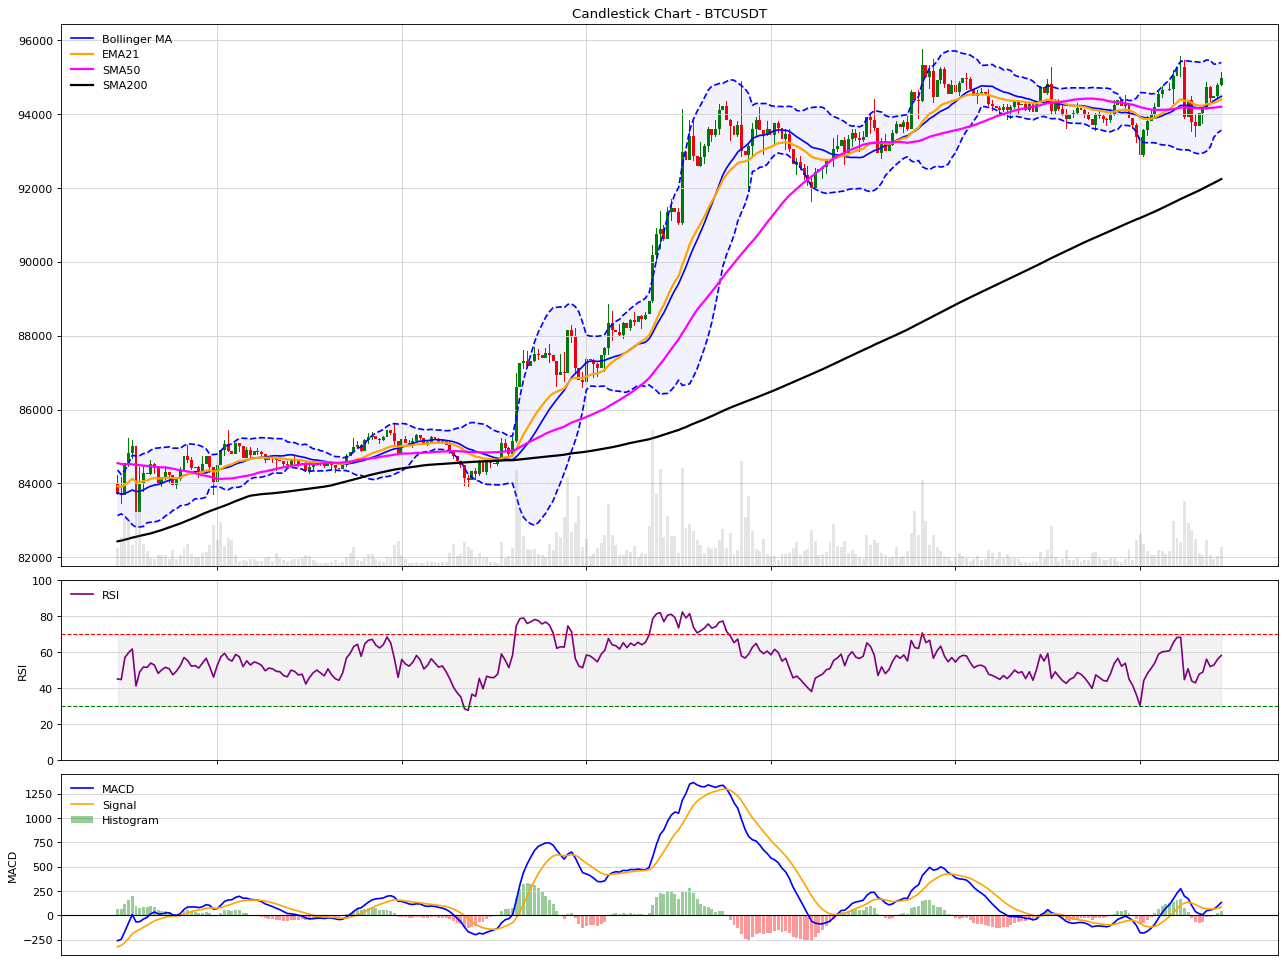 Candlestick Chart - BTCUSDT
Bollinger MA
EMA21
SMA50
SMA200
96000
94000
92000
90000
88000
86000
84000
82000
RSI
100
80
60
40
20
0
RSI
MACD
Signal
Histogram
1250
1000
750
500
250
0
−250
MACD